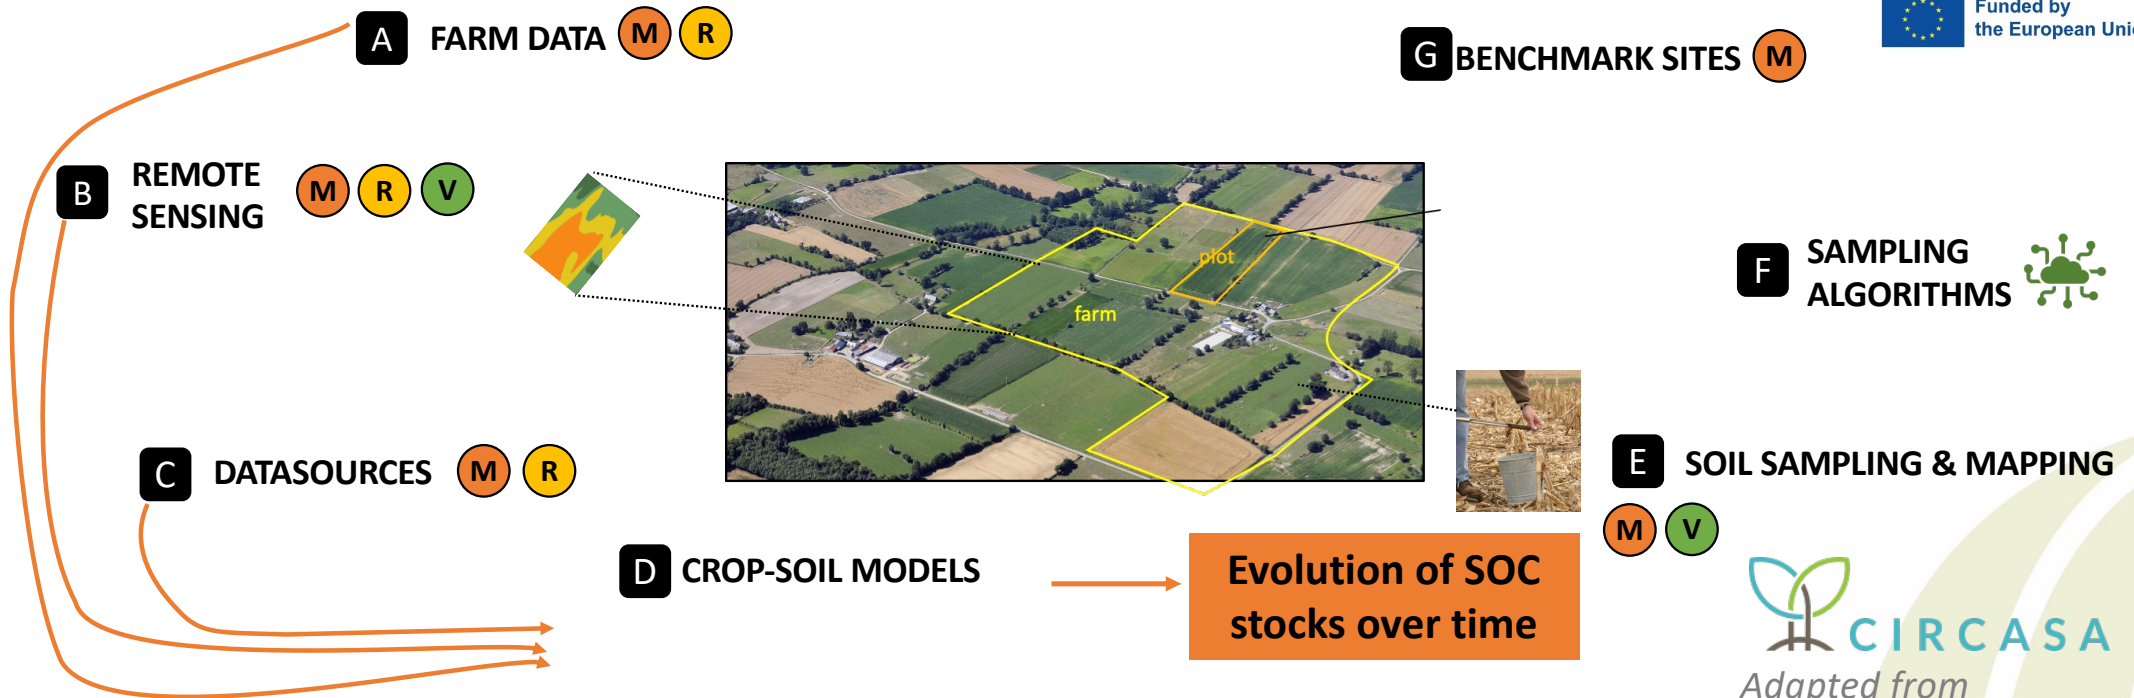 A FARM DATA M R
G BENCHMARK SITES M
Funded by
the European Uni
B REMOTE
SENSING
M R V
plot
farm
F SAMPLING
ALGORITHMS
C DATASOURCES M R
E SOIL SAMPLING & MAPPING
M V
D CROP-SOIL MODELS
Evolution of SOC
stocks over time
CIRCASA
Adapted from